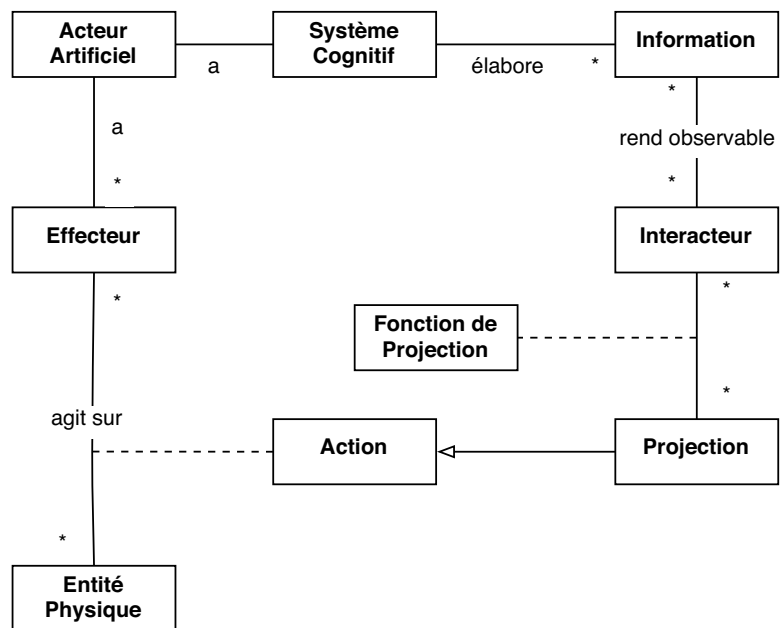 Acteur
Artificiel
a
Système
Cognitif
élabore
*
Information
a
*
*
rend observable
*
Effecteur
*
Interacteur
*
Fonction de
Projection
*
agit sur
Action
Projection
*
Entité
Physique